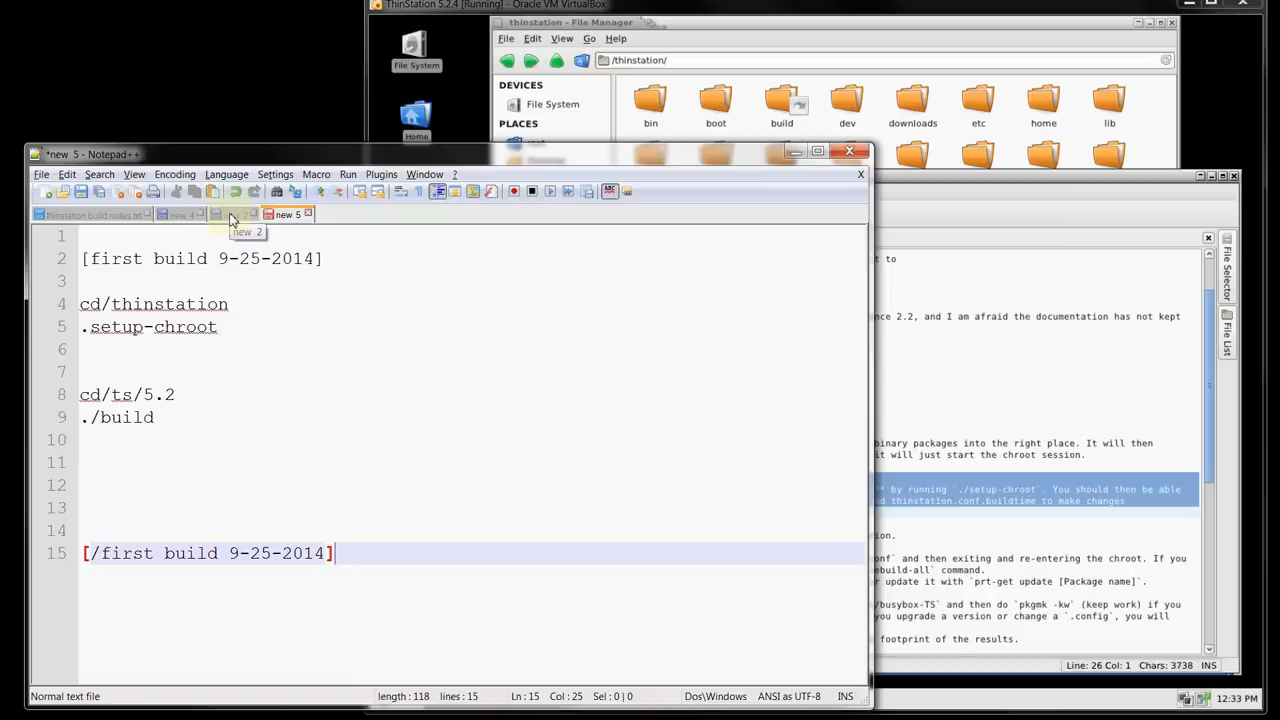 ThinStation 5.2.4 [Running] - Oracle VM VirtualBox
thinstation - File Manager
File Edit View Go Help
/thinstation/
File System
Home
DEVICES
File System
PLACES
bin boot build dev downloads etc home lib
*new 5 - Notepad++
File Edit Search View Encoding Language Settings Macro Run Plugins Window ? X
thinstation build notes.txt new 4 new 5
new 2
1
2 [first build 9-25-2014]
3
4 cd/thinstation
5 .setup-chroot
6
7
8 cd/ts/5.2
9 ./build
10
11
12
13
14
15 [/first build 9-25-2014]
Normal text file length : 118 lines : 15 Ln : 15 Col : 25 Sel : 0 | 0 Dos\Windows ANSI as UTF-8 INS
t to
nce 2.2, and I am afraid the documentation has not kept
binary packages into the right place. It will then
it will just start the chroot session.
* by running `./setup-chroot`. You should then be able
d thinstation.conf.buildtime to make changes
ion.
onf` and then exiting and re-entering the chroot. If you
ebuild-all` command.
r update it with `prt-get update [Package name]`.
/busybox-TS` and then do `pkgmk -kw` (keep work) if you
you upgrade a version or change a `.config`, you will
footprint of the results.
File Selector
File List
Line: 26 Col: 1 Chars: 3738 INS
12:33 PM